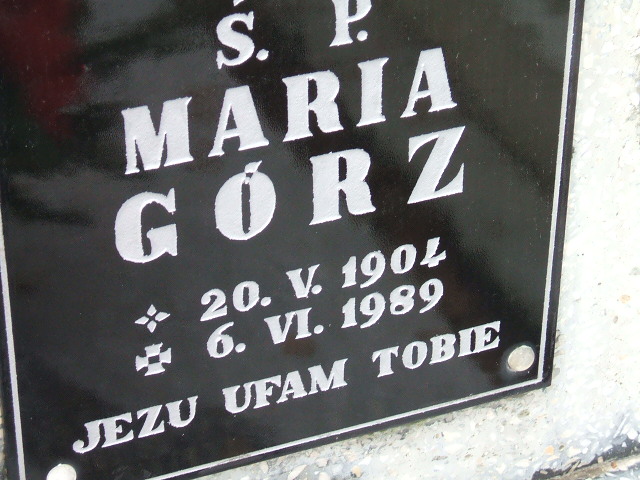 Ś. P.
MARIA
GÓRZ
20. V. 1904
6. VI. 1989
JEZU UFAM TOBIE